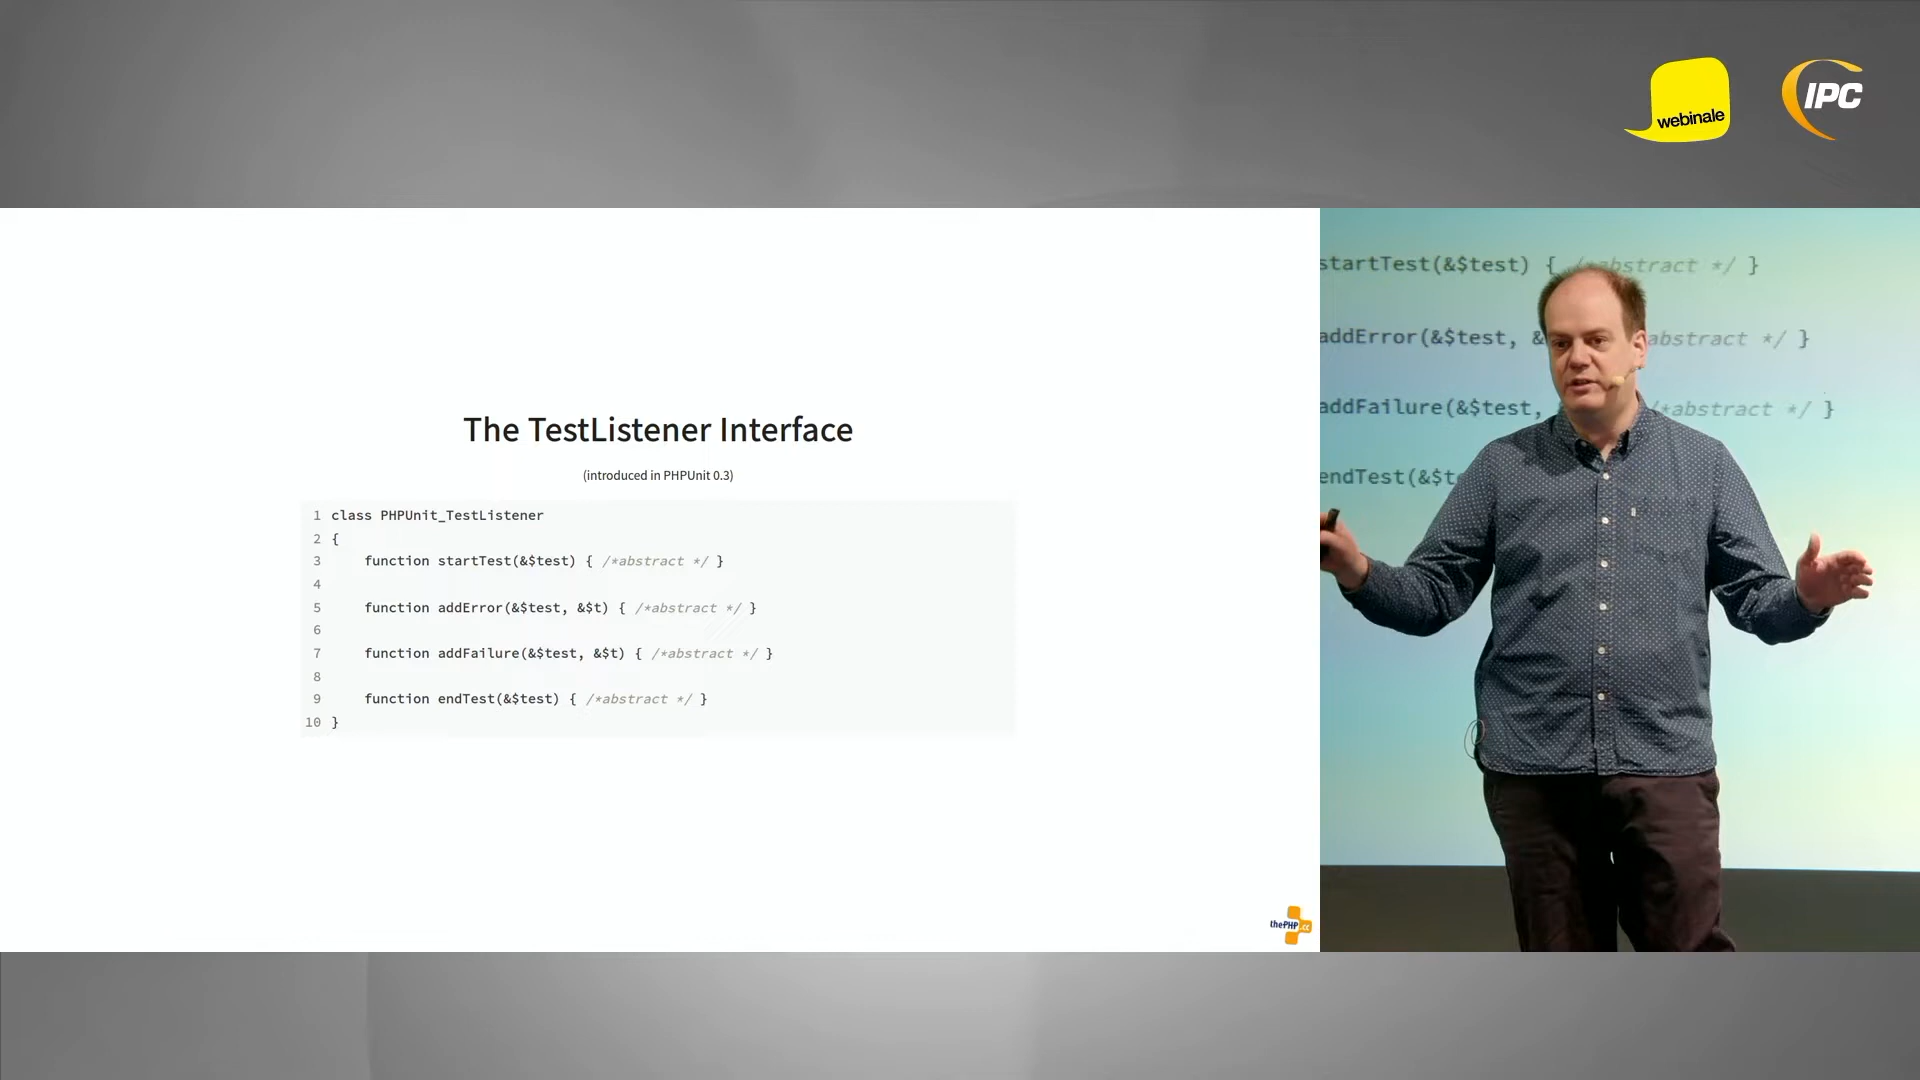 webinale
IPC
The TestListener Interface
(introduced in PHPUnit 0.3)
1 class PHPUnit_TestListener
2 {
3     function startTest(&$test) { /*abstract */ }
4
5     function addError(&$test, &$t) { /*abstract */ }
6
7     function addFailure(&$test, &$t) { /*abstract */ }
8
9     function endTest(&$test) { /*abstract */ }
10 }
thePHP.cc
startTest(&$test) { /*abstract */ }
addError(&$test, & abstract */ }
addFailure(&$test, /*abstract */ }
endTest(&$t